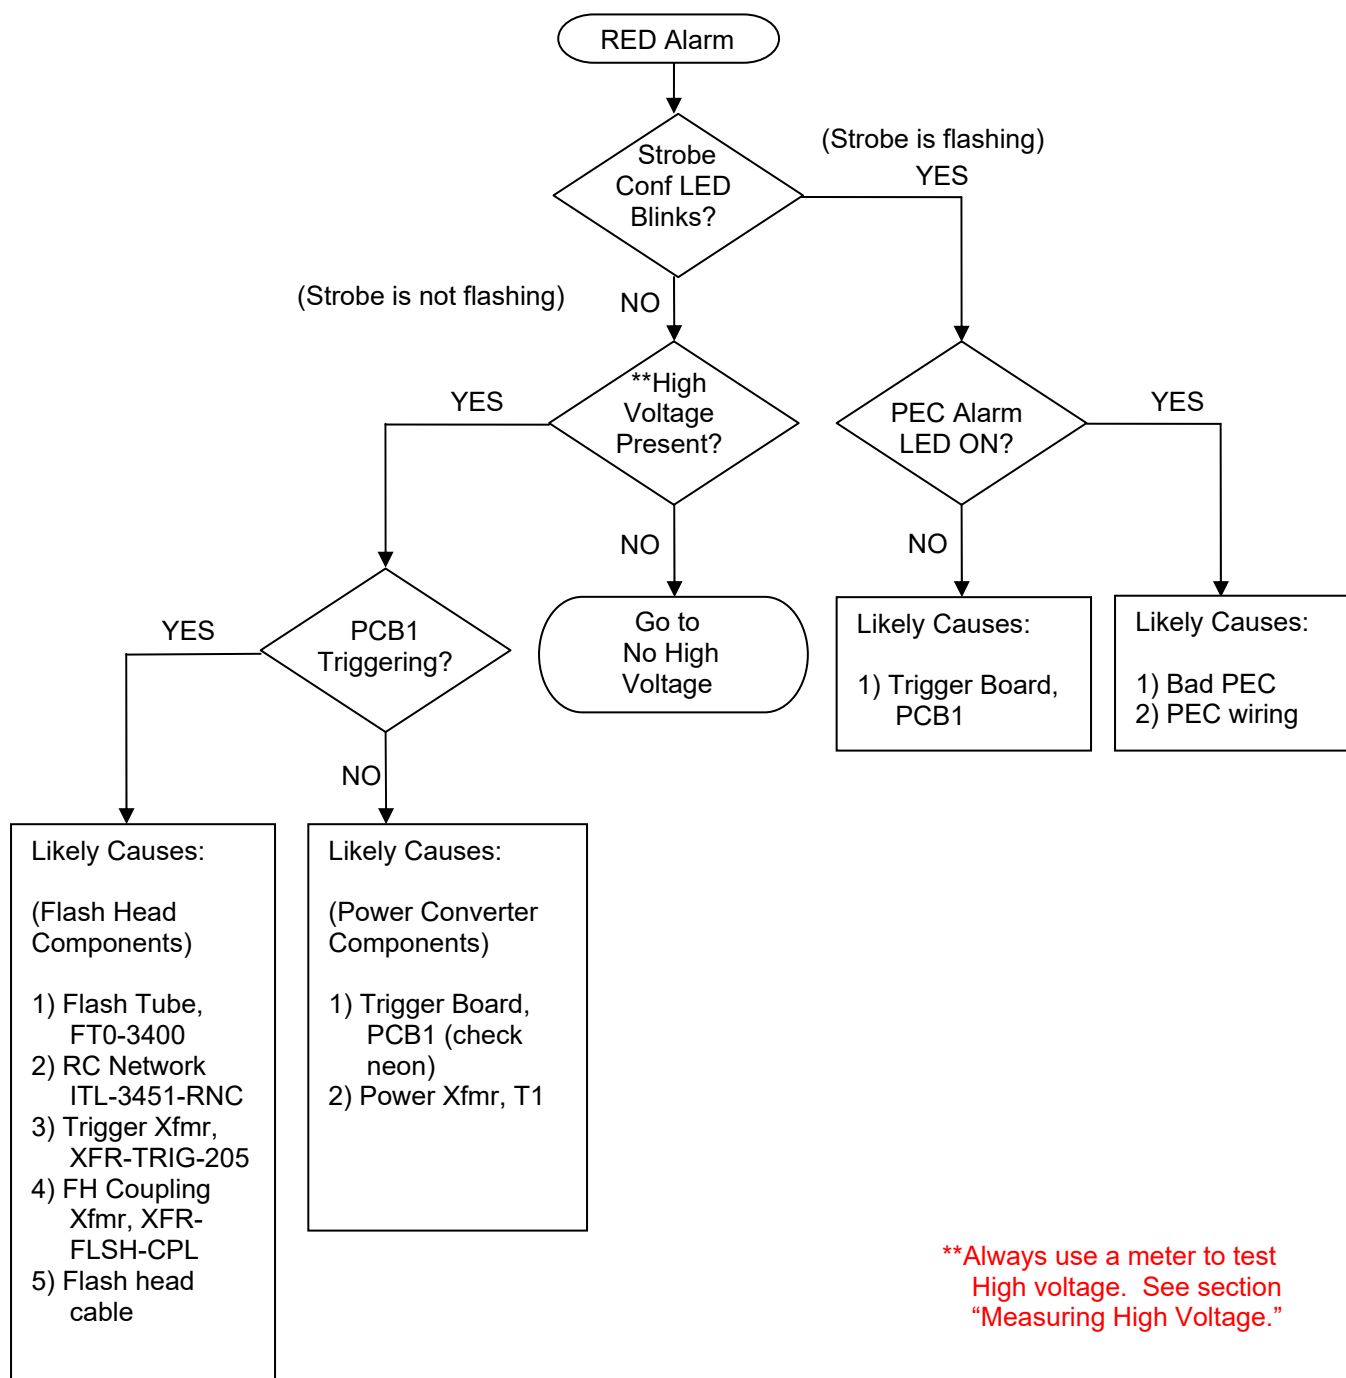 RED Alarm
(Strobe is flashing)
Strobe
Conf LED
Blinks?
YES
(Strobe is not flashing)
NO
**High
Voltage
Present?
YES
PEC Alarm
LED ON?
YES
NO
NO
PCB1
Triggering?
YES
Go to
No High
Voltage
Likely Causes:
1) Trigger Board,
PCB1
Likely Causes:
1) Bad PEC
2) PEC wiring
NO
Likely Causes:
(Flash Head
Components)
1) Flash Tube,
FT0-3400
2) RC Network
ITL-3451-RNC
3) Trigger Xfmr,
XFR-TRIG-205
4) FH Coupling
Xfmr, XFR-
FLSH-CPL
5) Flash head
cable
Likely Causes:
(Power Converter
Components)
1) Trigger Board,
PCB1 (check
neon)
2) Power Xfmr, T1
**Always use a meter to test
High voltage.  See section
“Measuring High Voltage.”